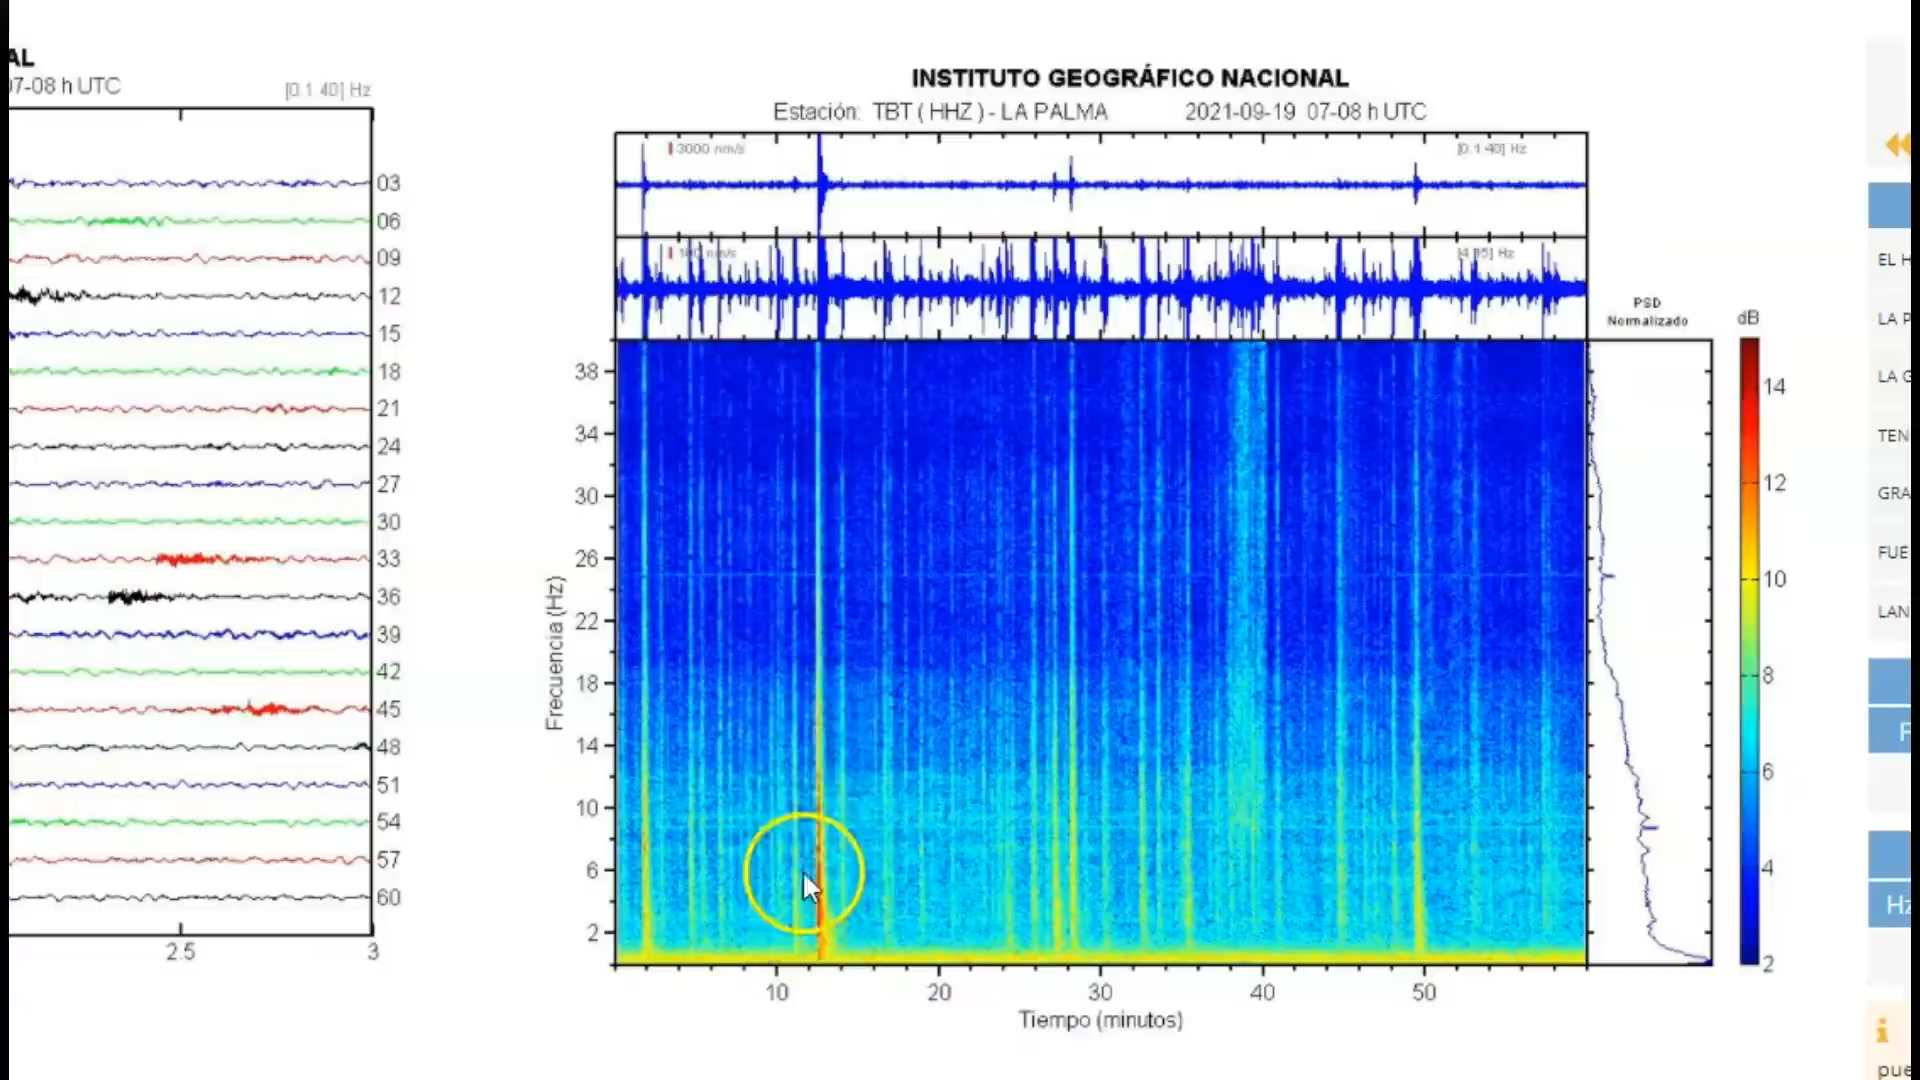 AL
07-08 h UTC [0.1 40] Hz
03
06
09
12
15
18
21
24
27
30
33
36
39
42
45
48
51
54
57
60
2.5 3
INSTITUTO GEOGRÁFICO NACIONAL
Estación: TBT ( HHZ ) - LA PALMA 2021-09-19 07-08 h UTC
3000 nm/s [0.1 40] Hz
nm/s Hz
PSD
Normalizado
dB
38
34
30
26
22
18
14
10
6
2
Frecuencia (Hz)
10 20 30 40 50
Tiempo (minutos)
14
12
10
8
6
4
2
EL H
LA P
LA G
TEN
GRA
FUE
LAN
F
Hz
pue